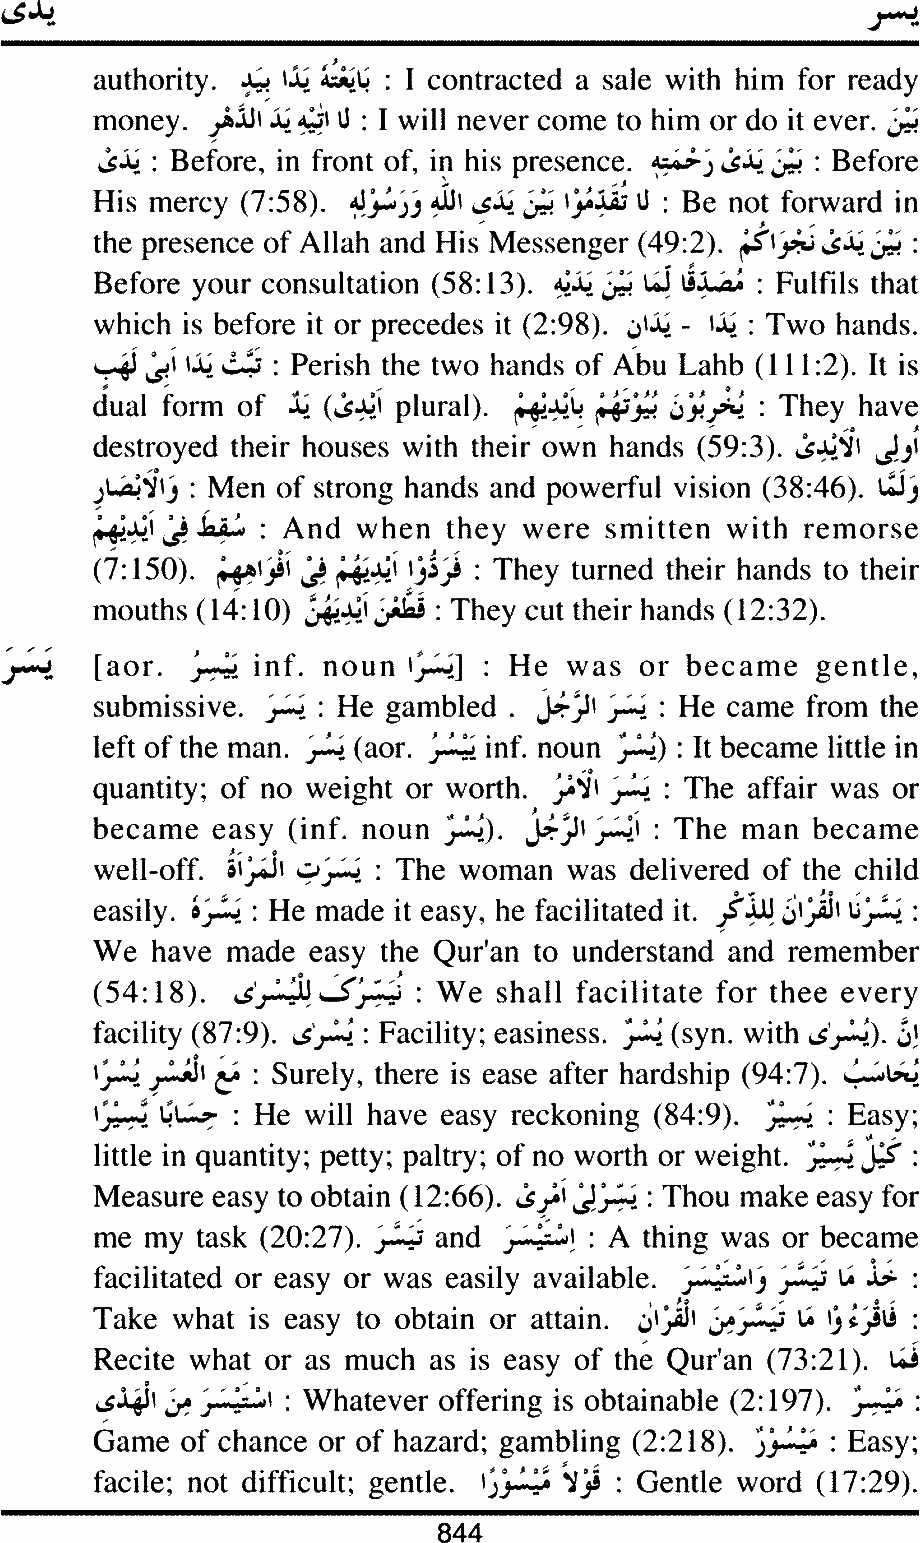 یدی یسر
authority. بَايَعْتُهُ يَدًا بِيَدٍ : I contracted a sale with him for ready
money. لَا اٰتِيْهِ يَدَ الدَّهْرِ : I will never come to him or do it ever. بَيْنَ
يَدَیْ : Before, in front of, in his presence. بَيْنَ يَدَیْ رَحْمَتِهٖ : Before
His mercy (7:58). لَا تُقَدِّمُوْا بَيْنَ يَدَیِ اللّٰهِ وَرَسُوْلِهٖ : Be not forward in
the presence of Allah and His Messenger (49:2). بَيْنَ يَدَیْ نَجْوَاكُمْ :
Before your consultation (58:13). مُصَدِّقًا لِّمَا بَيْنَ يَدَيْهِ : Fulfils that
which is before it or precedes it (2:98). يَدَا - يَدَانِ : Two hands.
تَبَّتْ يَدَا اَبِیْ لَهَبٍ : Perish the two hands of Abu Lahb (111:2). It is
dual form of يَدٌ (اَيْدِیْ plural). يُخْرِبُوْنَ بُيُوْتَهُمْ بِاَيْدِيْهِمْ : They have
destroyed their houses with their own hands (59:3). اُولِی الْاَيْدِیْ
وَالْاَبْصَارِ : Men of strong hands and powerful vision (38:46). وَلَمَّا
سُقِطَ فِیْ اَيْدِيْهِمْ : And when they were smitten with remorse
(7:150). فَرَدُّوْا اَيْدِيَهُمْ فِیْ اَفْوَاهِهِمْ : They turned their hands to their
mouths (14:10) قَطَّعْنَ اَيْدِيَهُنَّ : They cut their hands (12:32).
يَسَرَ [aor. يَيْسِرُ inf. noun يَسْرًا] : He was or became gentle,
submissive. يَسَرَ : He gambled . يَسَرَ الرَّجُلَ : He came from the
left of the man. يَسُرَ (aor. يَيْسُرُ inf. noun يُسْرٌ) : It became little in
quantity; of no weight or worth. يَسُرَ الْاَمْرُ : The affair was or
became easy (inf. noun يُسْرٌ). اَيْسَرَ الرَّجُلُ : The man became
well-off. يَسَّرَتِ الْمَرْاَةُ : The woman was delivered of the child
easily. يَسَّرَهٗ : He made it easy, he facilitated it. يَسَّرْنَا الْقُرْاٰنَ لِلذِّكْرِ :
We have made easy the Qur'an to understand and remember
(54:18). نُيَسِّرُكَ لِلْيُسْرٰی : We shall facilitate for thee every
facility (87:9). يُسْرٰی : Facility; easiness. يُسْرٌ (syn. with يُسْرٰی). اِنَّ
مَعَ الْعُسْرِ يُسْرًا : Surely, there is ease after hardship (94:7). يُحَاسَبُ
حِسَابًا يَّسِيْرًا : He will have easy reckoning (84:9). يَسِيْرٌ : Easy;
little in quantity; petty; paltry; of no worth or weight. كَيْلٌ يَّسِيْرٌ :
Measure easy to obtain (12:66). يَسِّرْلِیْ اَمْرِیْ : Thou make easy for
me my task (20:27). تَيَسَّرَ and اِسْتَيْسَرَ : A thing was or became
facilitated or easy or was easily available. خُذْ مَا تَيَسَّرَ وَاسْتَيْسَرَ :
Take what is easy to obtain or attain. فَاقْرَءُوْا مَا تَيَسَّرَمِنَ الْقُرْاٰنِ :
Recite what or as much as is easy of the Qur'an (73:21). فَمَا
اسْتَيْسَرَ مِنَ الْهَدْیِ : Whatever offering is obtainable (2:197). مَيْسِرٌ :
Game of chance or of hazard; gambling (2:218). مَيْسُوْرٌ : Easy;
facile; not difficult; gentle. قَوْلًا مَّيْسُوْرًا : Gentle word (17:29).
844